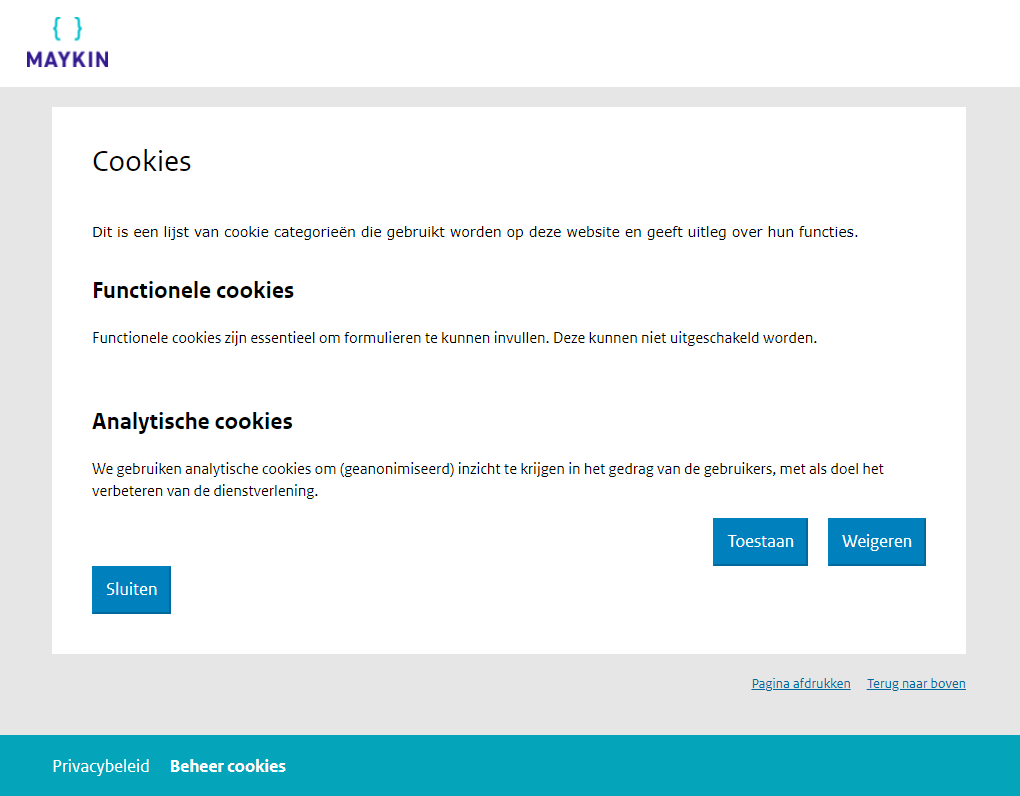 { }
MAYKIN
Cookies
Dit is een lijst van cookie categorieën die gebruikt worden op deze website en geeft uitleg over hun functies.
Functionele cookies
Functionele cookies zijn essentieel om formulieren te kunnen invullen. Deze kunnen niet uitgeschakeld worden.
Analytische cookies
We gebruiken analytische cookies om (geanonimiseerd) inzicht te krijgen in het gedrag van de gebruikers, met als doel het
verbeteren van de dienstverlening.
Toestaan Weigeren
Sluiten
Pagina afdrukken Terug naar boven
Privacybeleid Beheer cookies